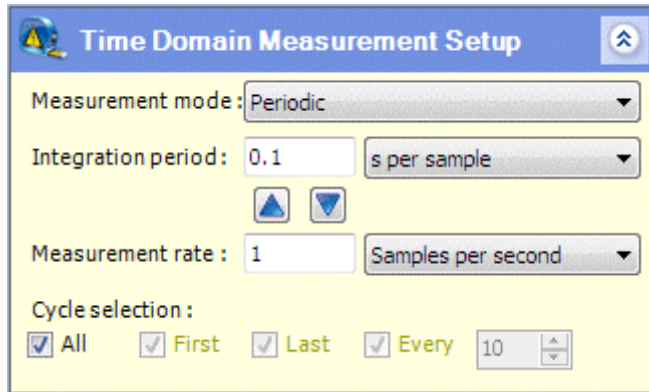 Time Domain Measurement Setup
Measurement mode : Periodic
Integration period : 0.1 s per sample
Measurement rate : 1 Samples per second
Cycle selection :
All First Last Every 10